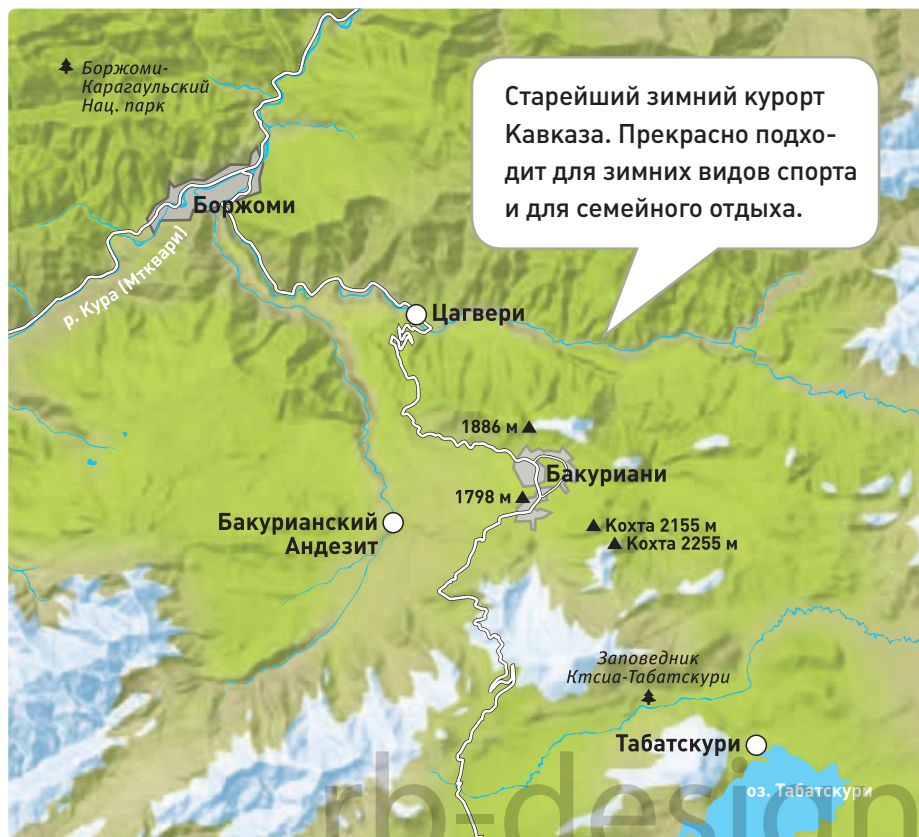 Боржоми-
Карагаульский
Нац. парк
Старейший зимний курорт
Кавказа. Прекрасно подхо-
дит для зимних видов спорта
и для семейного отдыха.
Боржоми
р. Кура (Мтквари)
Цагвери
1886 м
Бакуриани
1798 м
Бакурианский
Андезит
Кохта 2155 м
Кохта 2255 м
Заповедник
Ктсиа-Табатскури
Табатскури
оз. Табатскури
rb-design